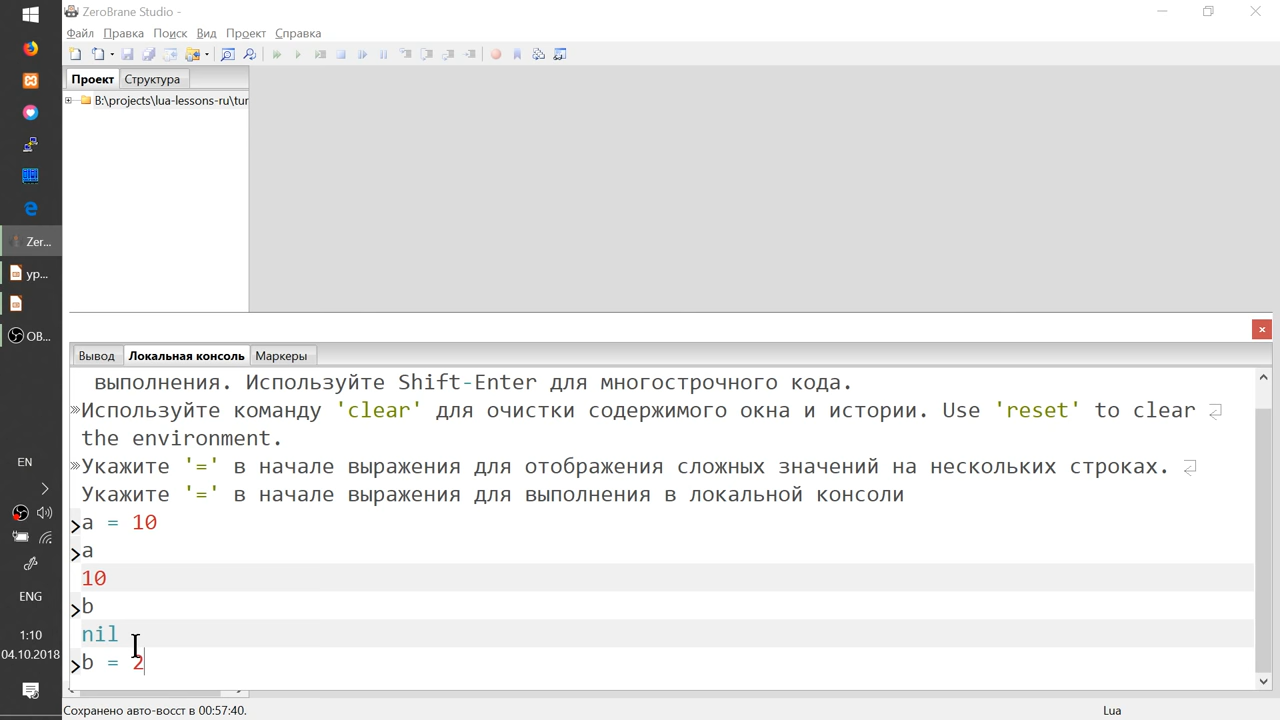 ZeroBrane Studio -
Файл Правка Поиск Вид Проект Справка
Проект Структура
B:\projects\lua-lessons-ru\tur
Zer...
ур...
OB...
Вывод Локальная консоль Маркеры
выполнения. Используйте Shift-Enter для многострочного кода.
»Используйте команду 'clear' для очистки содержимого окна и истории. Use 'reset' to clear
the environment.
»Укажите '=' в начале выражения для отображения сложных значений на нескольких строках.
Укажите '=' в начале выражения для выполнения в локальной консоли
>a = 10
>a
10
>b
nil
>b = 2
EN
ENG
1:10
04.10.2018
Сохранено авто-восст в 00:57:40.
Lua